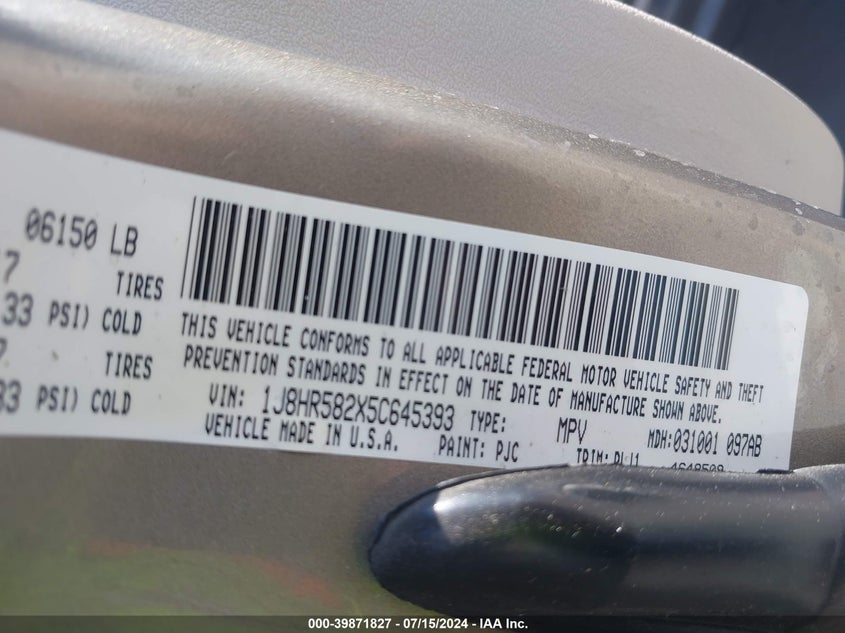 06150 LB
7 TIRES
33 PSI) COLD
TIRES
33 PSI) COLD
THIS VEHICLE CONFORMS TO ALL APPLICABLE FEDERAL MOTOR VEHICLE SAFETY AND THEFT
PREVENTION STANDARDS IN EFFECT ON THE DATE OF MANUFACTURE SHOWN ABOVE.
VIN: 1J8HR582X5C645393 TYPE: MPV MDH:031001 097AB
VEHICLE MADE IN U.S.A. PAINT: PJC TRIM:
000-39871827 - 07/15/2024 - IAA Inc.